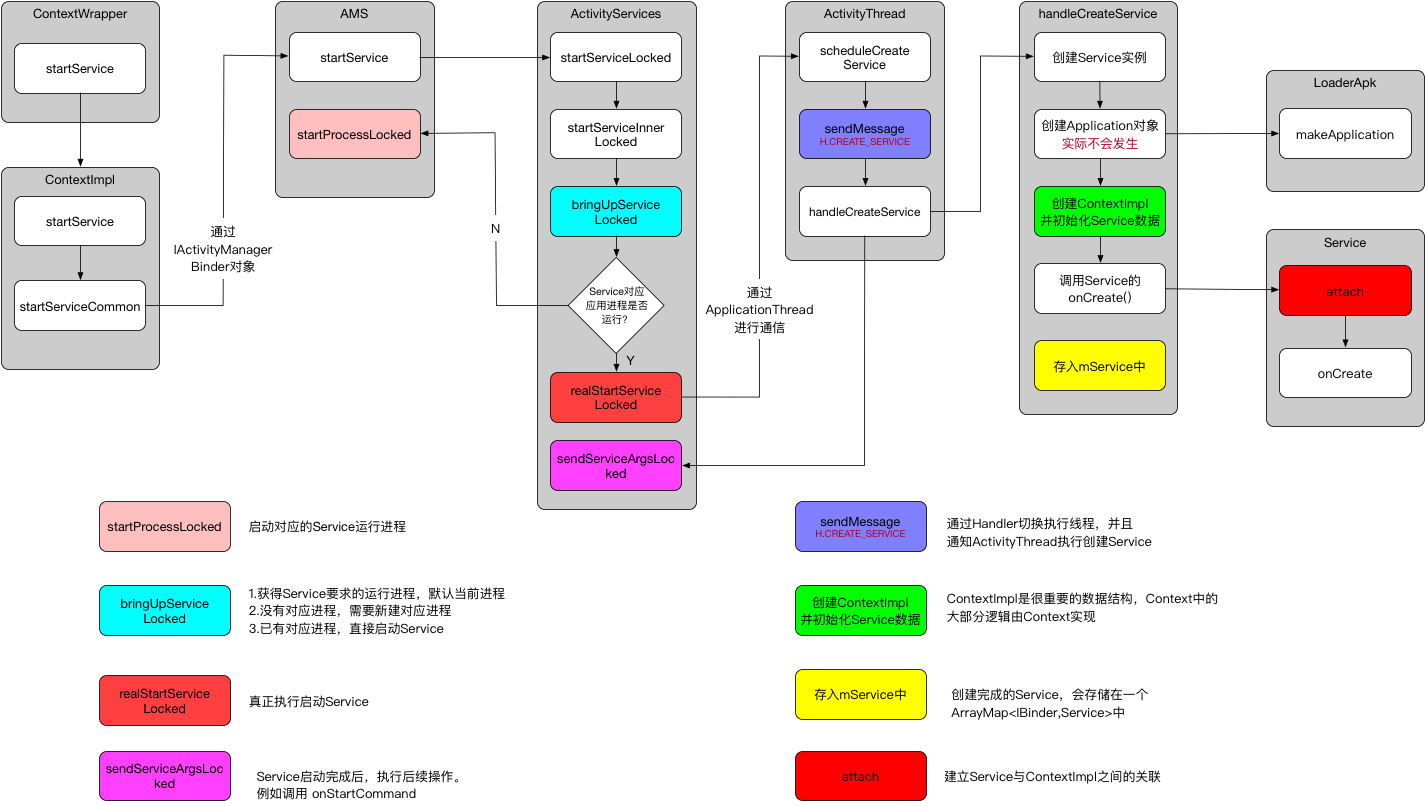 ContextWrapper
startService
ContextImpl
startService
startServiceCommon
通过
IActivityManager
Binder对象
AMS
startService
startProcessLocked
ActivityServices
startServiceLocked
startServiceInner
Locked
bringUpService
Locked
Service对应
应用进程是否
运行?
N
Y
realStartService
Locked
sendServiceArgsLoc
ked
通过
ApplicationThread
进行通信
ActivityThread
scheduleCreate
Service
sendMessage
H.CREATE_SERVICE
handleCreateService
handleCreateService
创建Service实例
创建Application对象
实际不会发生
创建ContextImpl
并初始化Service数据
调用Service的
onCreate()
存入mService中
LoaderApk
makeApplication
Service
attach
onCreate
startProcessLocked
启动对应的Service运行进程
bringUpService
Locked
1.获得Service要求的运行进程，默认当前进程
2.没有对应进程，需要新建对应进程
3.已有对应进程，直接启动Service
realStartService
Locked
真正执行启动Service
sendServiceArgsLoc
ked
Service启动完成后，执行后续操作。
例如调用 onStartCommand
sendMessage
H.CREATE_SERVICE
通过Handler切换执行线程，并且
通知ActivityThread执行创建Service
创建ContextImpl
并初始化Service数据
ContextImpl是很重要的数据结构，Context中的
大部分逻辑由Context实现
存入mService中
创建完成的Service，会存储在一个
ArrayMap<IBinder,Service>中
attach
建立Service与ContextImpl之间的关联